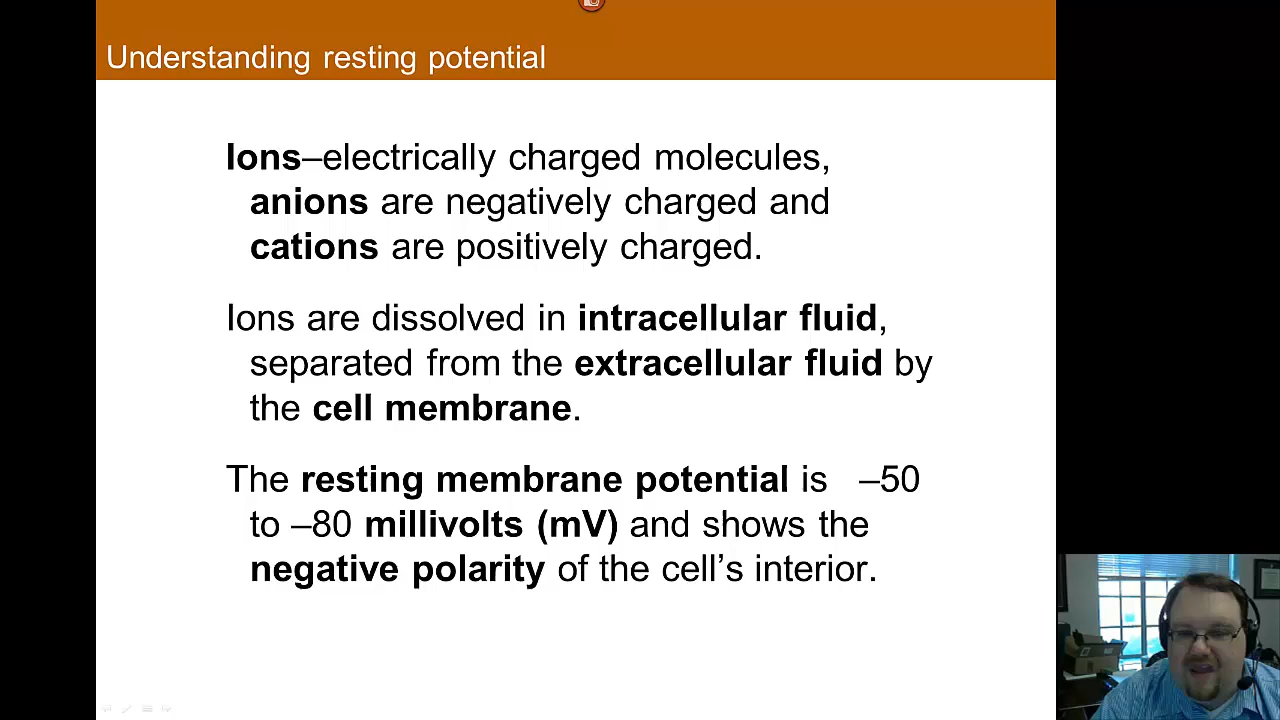 Understanding resting potential
Ions–electrically charged molecules,
anions are negatively charged and
cations are positively charged.
Ions are dissolved in intracellular fluid,
separated from the extracellular fluid by
the cell membrane.
The resting membrane potential is –50
to –80 millivolts (mV) and shows the
negative polarity of the cell’s interior.